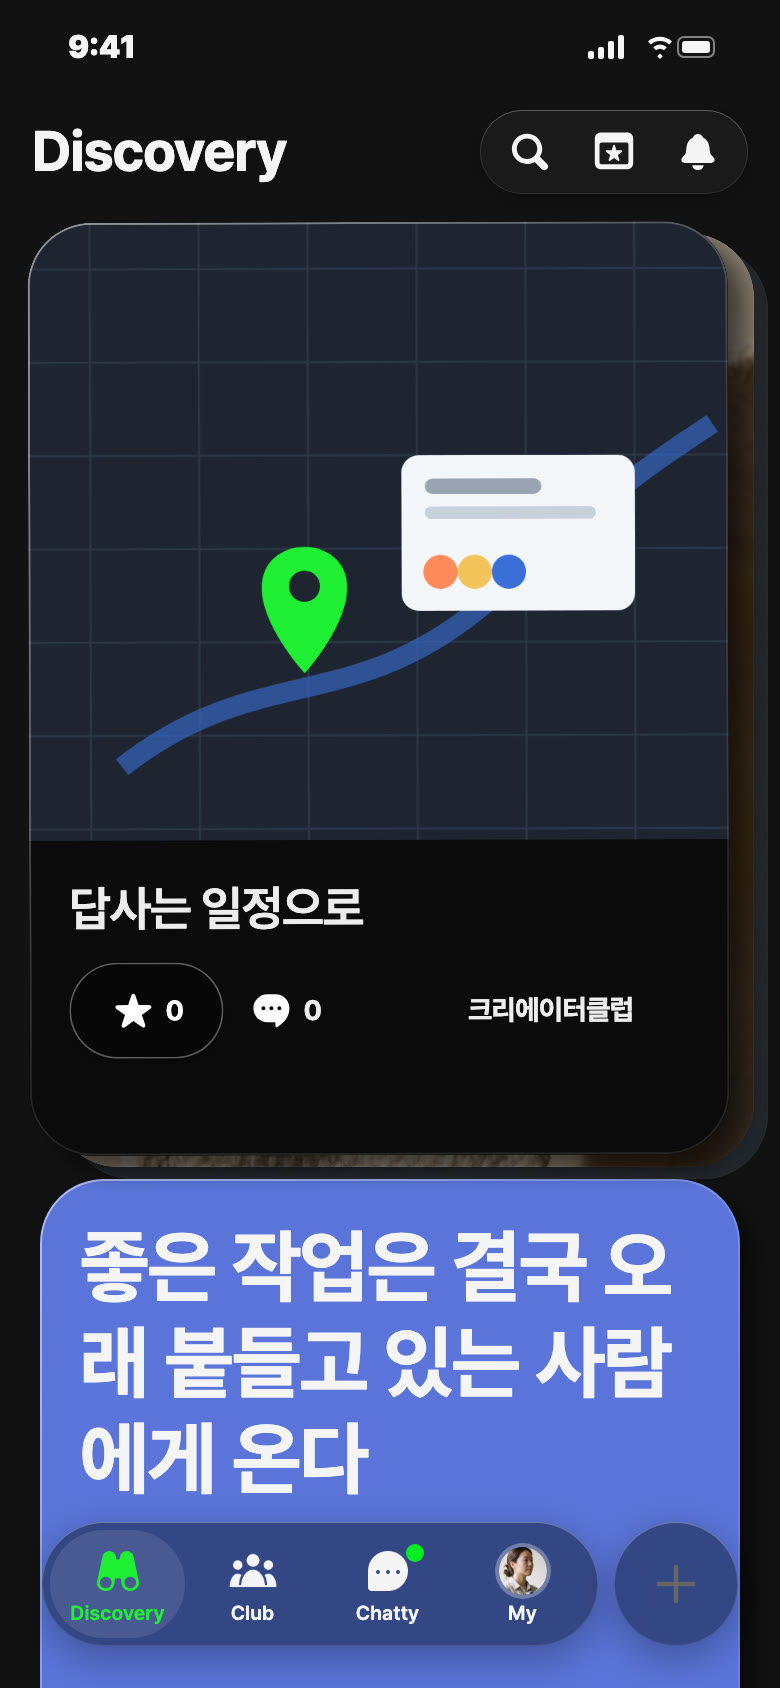 9:41
Discovery
답사는 일정으로
0
0
크리에이터클럽
좋은 작업은 결국 오
래 붙들고 있는 사람
에게 온다
Discovery
Club
Chatty
My